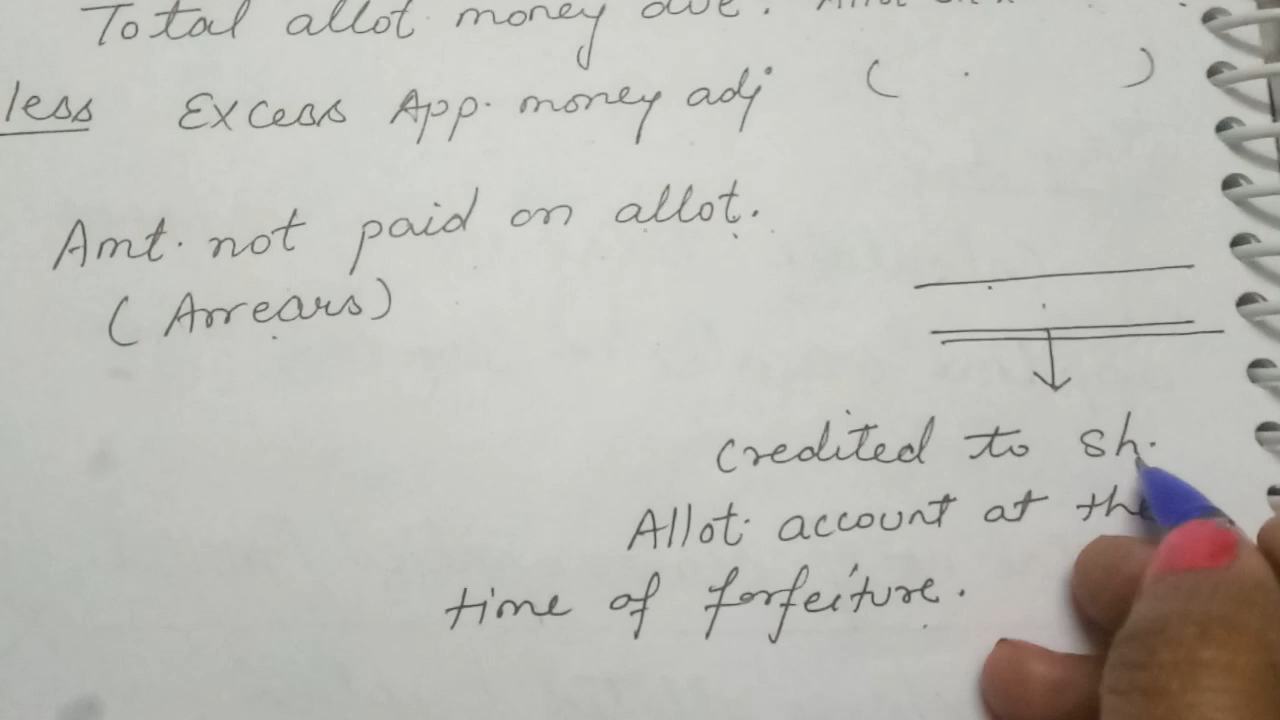 Total allot. money due.
less Excess App. money adj ( )
Amt. not paid on allot.
(Arrears)
credited to sh.
Allot. account at the
time of forfeiture.